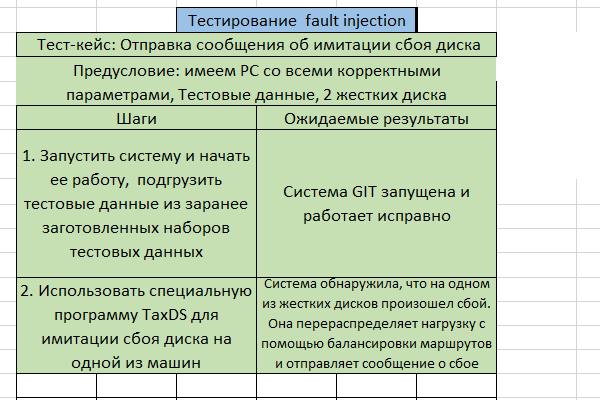 Тестирование fault injection
Тест-кейс: Отправка сообщения об имитации сбоя диска
Предусловие: имеем РС со всеми корректными
параметрами, Тестовые данные, 2 жестких диска
Шаги
Ожидаемые результаты
1. Запустить систему и начать
ее работу, подгрузить
тестовые данные из заранее
заготовленных наборов
тестовых данных
Система GIT запущена и
работает исправно
2. Использовать специальную
программу TaxDS для
имитации сбоя диска на
одной из машин
Система обнаружила, что на одном
из жестких дисков произошел сбой.
Она перераспределяет нагрузку с
помощью балансировки маршрутов
и отправляет сообщение о сбое